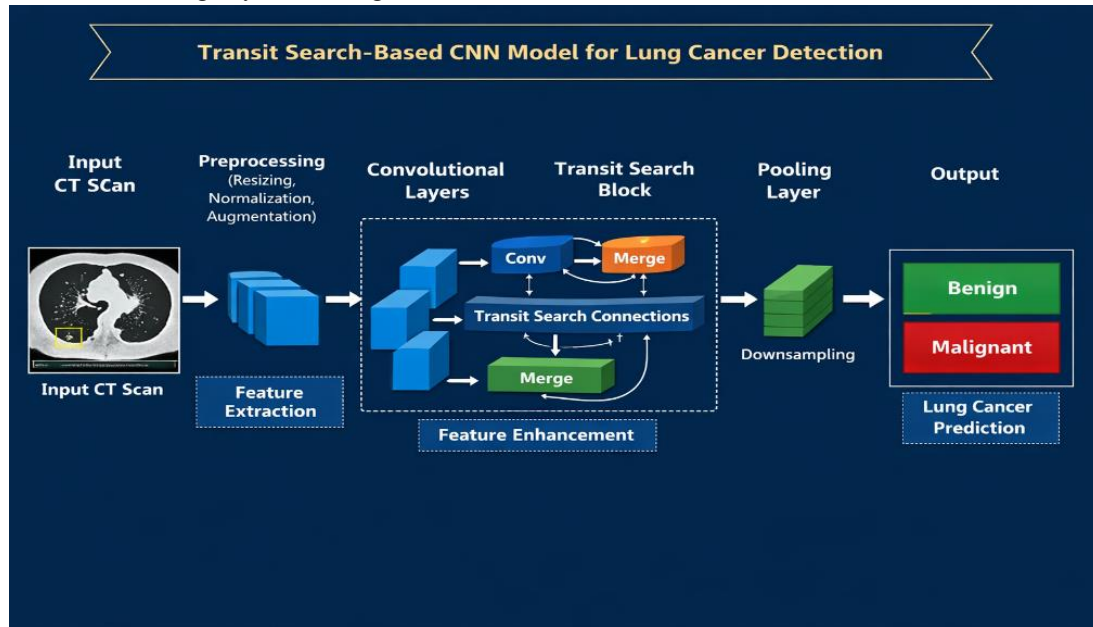 Transit Search-Based CNN Model for Lung Cancer Detection
Input
CT SCan
Preprocessing
(Resizing,
Normalization,
Augmentation)
Convolutional
Layers
Transit Search
Block
Pooling
Layer
Output
Conv
Merge
Transit Search Connections
Merge
Benign
Malignant
Downsampling
Input CT Scan
Feature
Extraction
Feature Enhancement
Lung Cancer
Prediction